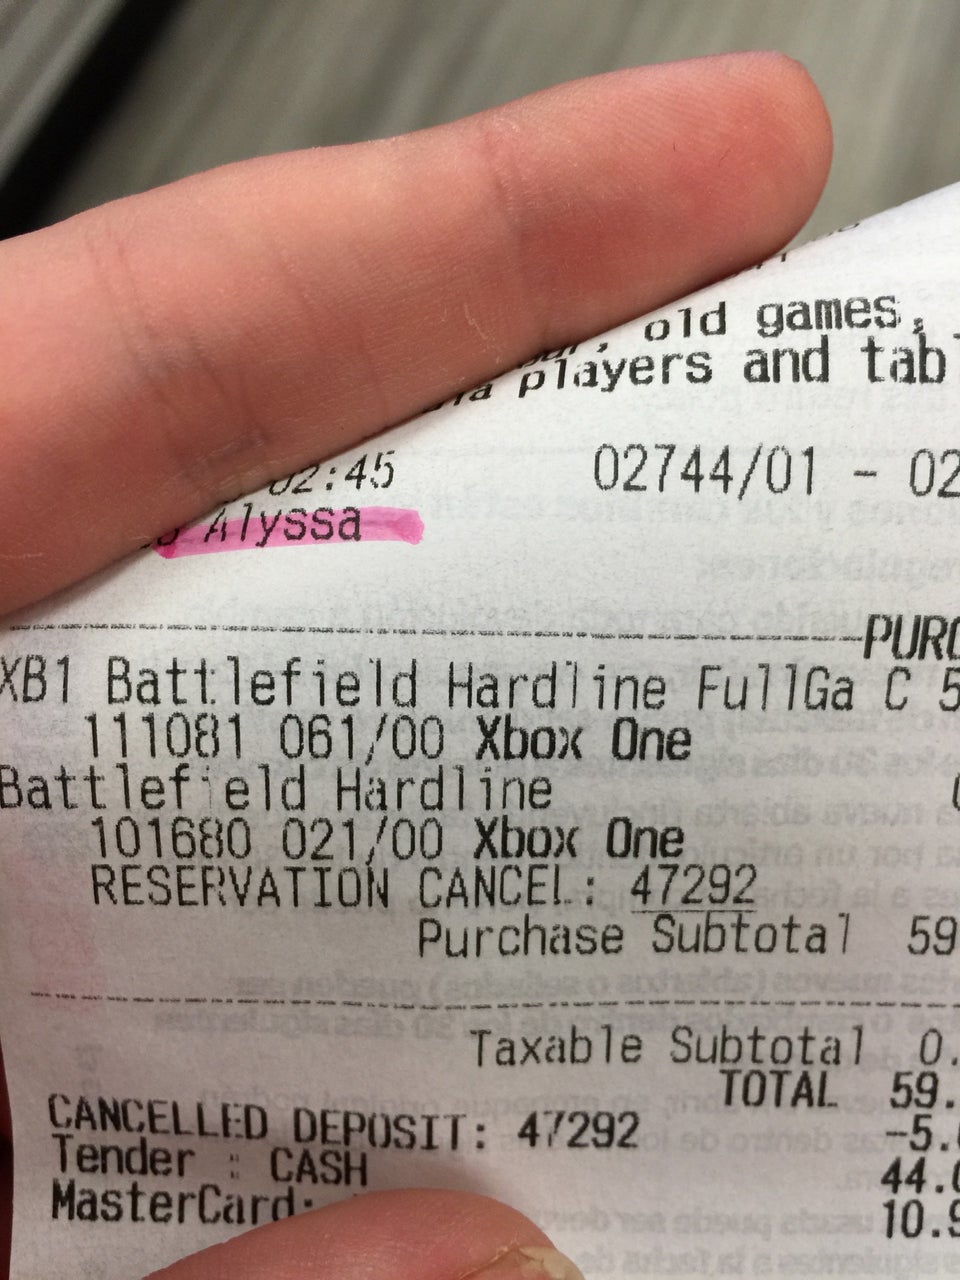 old games,
players and tab
02:45 02744/01 - 02
Alyssa
PURC
XB1 Battlefield Hardline FullGa C 5
111081 061/00 Xbox One
Battlefield Hardline
101680 021/00 Xbox One
RESERVATION CANCEL: 47292
Purchase Subtotal 59
Taxable Subtotal 0.
TOTAL 59.
CANCELLED DEPOSIT: 47292 -5.
Tender : CASH 44.
MasterCard: 10.9